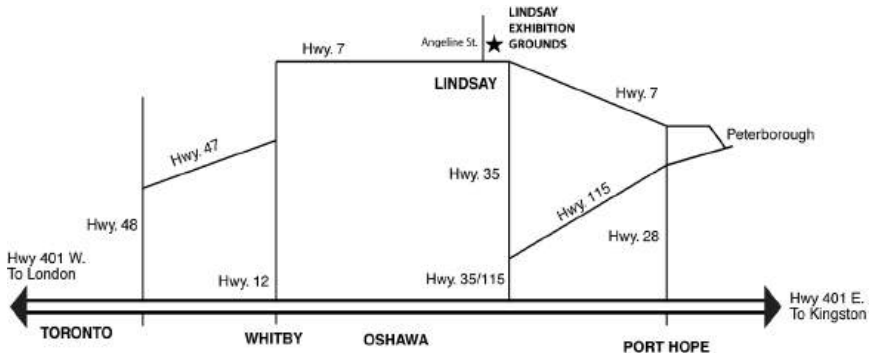 LINDSAY
EXHIBITION
GROUNDS
Angeline St.
Hwy. 7
LINDSAY
Hwy. 7
Peterborough
Hwy. 47
Hwy. 35
Hwy. 115
Hwy. 48
Hwy. 28
Hwy 401 W.
To London
Hwy. 12
Hwy. 35/115
Hwy 401 E.
To Kingston
TORONTO
WHITBY
OSHAWA
PORT HOPE